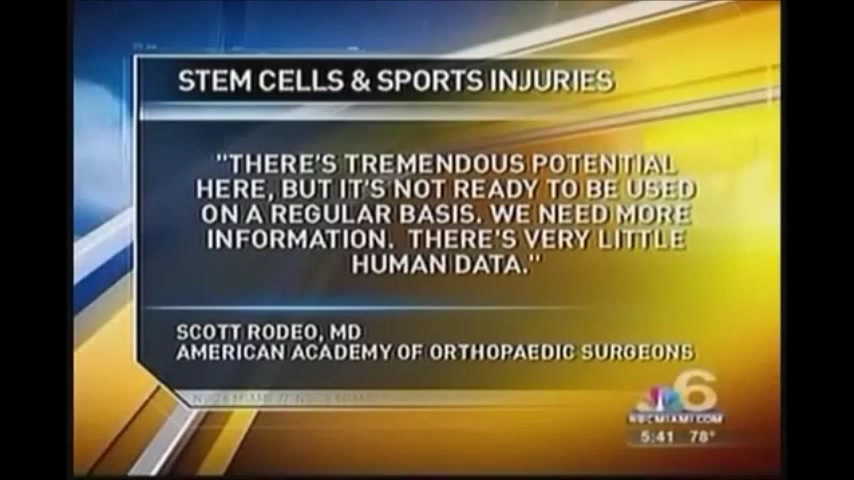 STEM CELLS & SPORTS INJURIES
"THERE'S TREMENDOUS POTENTIAL
HERE, BUT IT'S NOT READY TO BE USED
ON A REGULAR BASIS. WE NEED MORE
INFORMATION. THERE'S VERY LITTLE
HUMAN DATA."
SCOTT RODEO, MD
AMERICAN ACADEMY OF ORTHOPAEDIC SURGEONS
6
NBCMIAMI.COM
5:41 78°